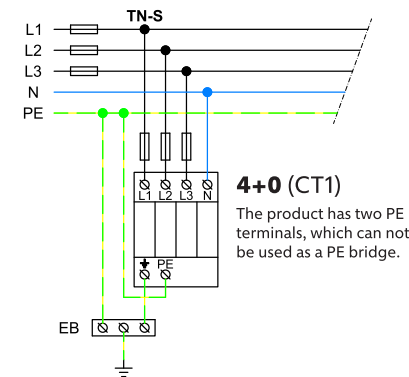 TN-S
L1
L2
L3
N
PE
L1 L2 L3 N
4+0 (CT1)
The product has two PE
terminals, which can not
be used as a PE bridge.
PE
EB